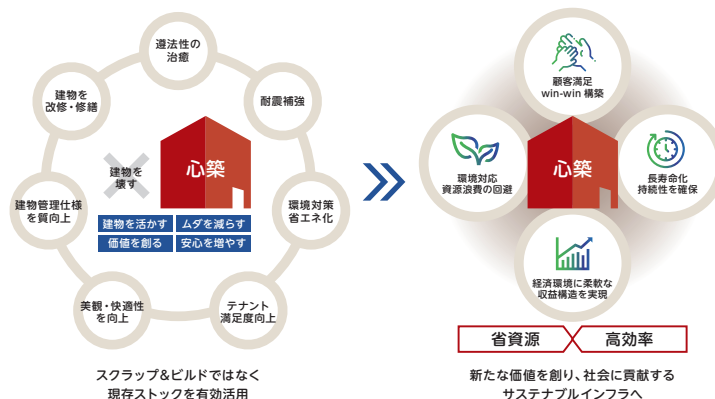 遵法性の
治癒
建物を
改修・修繕
耐震補強
建物を
壊す
心築
建物管理仕様
を質向上
環境対策
省エネ化
建物を活かす
ムダを減らす
価値を創る
安心を増やす
美観・快適性
を向上
テナント
満足度向上
スクラップ&ビルドではなく
現存ストックを有効活用
顧客満足
win-win 構築
環境対応
資源浪費の回避
心築
長寿命化
持続性を確保
経済環境に柔軟な
収益構造を実現
省資源
高効率
新たな価値を創り、社会に貢献する
サステナブルインフラへ